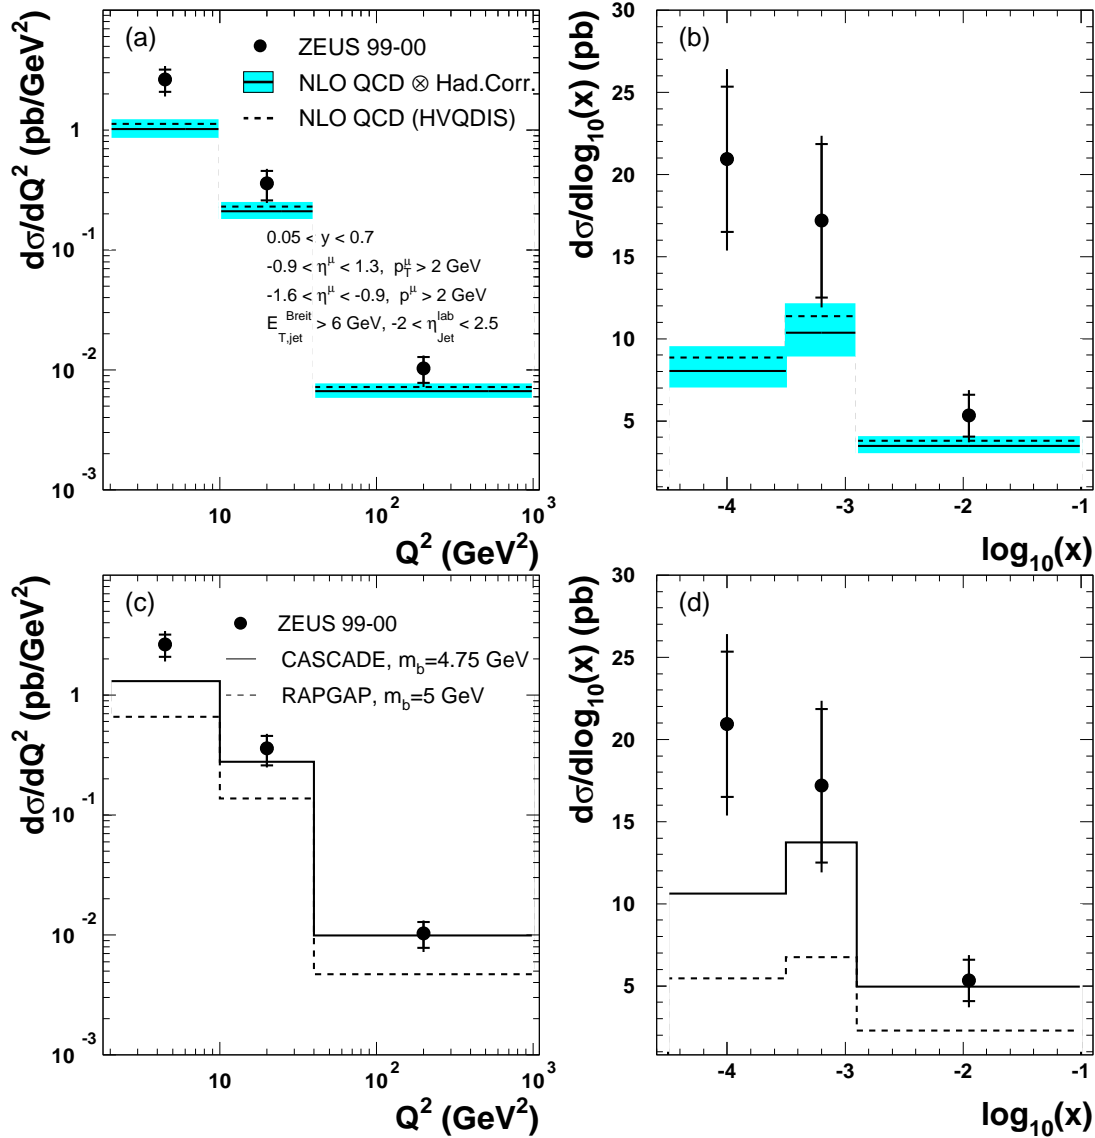 (a)
ZEUS 99-00
NLO QCD ⊗ Had.Corr.
NLO QCD (HVQDIS)
0.05 < y < 0.7
-0.9 < η^μ < 1.3, p_T^μ > 2 GeV
-1.6 < η^μ < -0.9, p^μ > 2 GeV
E_T,jet^Breit > 6 GeV, -2 < η_Jet^lab < 2.5
dσ/dQ² (pb/GeV²)
1
10^-1
10^-2
10^-3
10
10²
10³
Q² (GeV²)
(b)
dσ/dlog₁₀(x) (pb)
30
25
20
15
10
5
-4
-3
-2
-1
log₁₀(x)
(c)
ZEUS 99-00
CASCADE, m_b=4.75 GeV
RAPGAP, m_b=5 GeV
dσ/dQ² (pb/GeV²)
1
10^-1
10^-2
10^-3
10
10²
10³
Q² (GeV²)
(d)
dσ/dlog₁₀(x) (pb)
30
25
20
15
10
5
-4
-3
-2
-1
log₁₀(x)